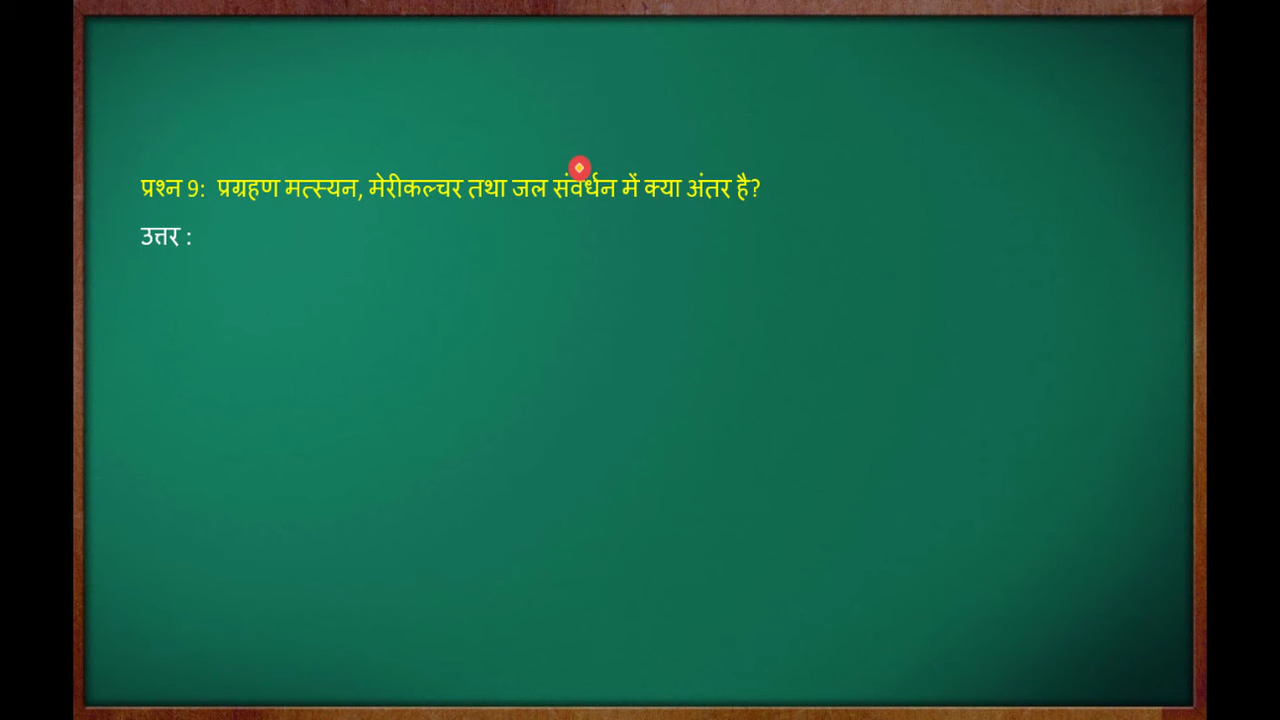 प्रश्न 9: प्रग्रहण मत्स्यन, मेरीकल्चर तथा जल संवर्धन में क्या अंतर है?
उत्तर :